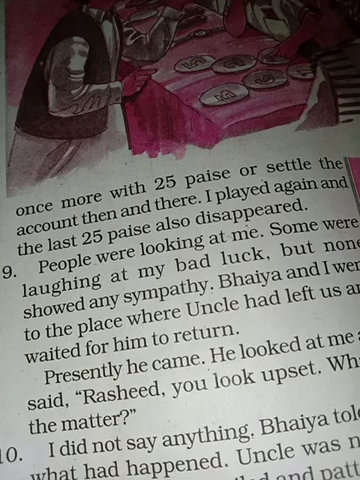 once more with 25 paise or settle the
account then and there. I played again and
the last 25 paise also disappeared.
9. People were looking at me. Some were
laughing at my bad luck, but none
showed any sympathy. Bhaiya and I wen
to the place where Uncle had left us a
waited for him to return.
Presently he came. He looked at me a
said, "Rasheed, you look upset. Wh
the matter?"
10. I did not say anything. Bhaiya tol
what had happened. Uncle was n
and patt